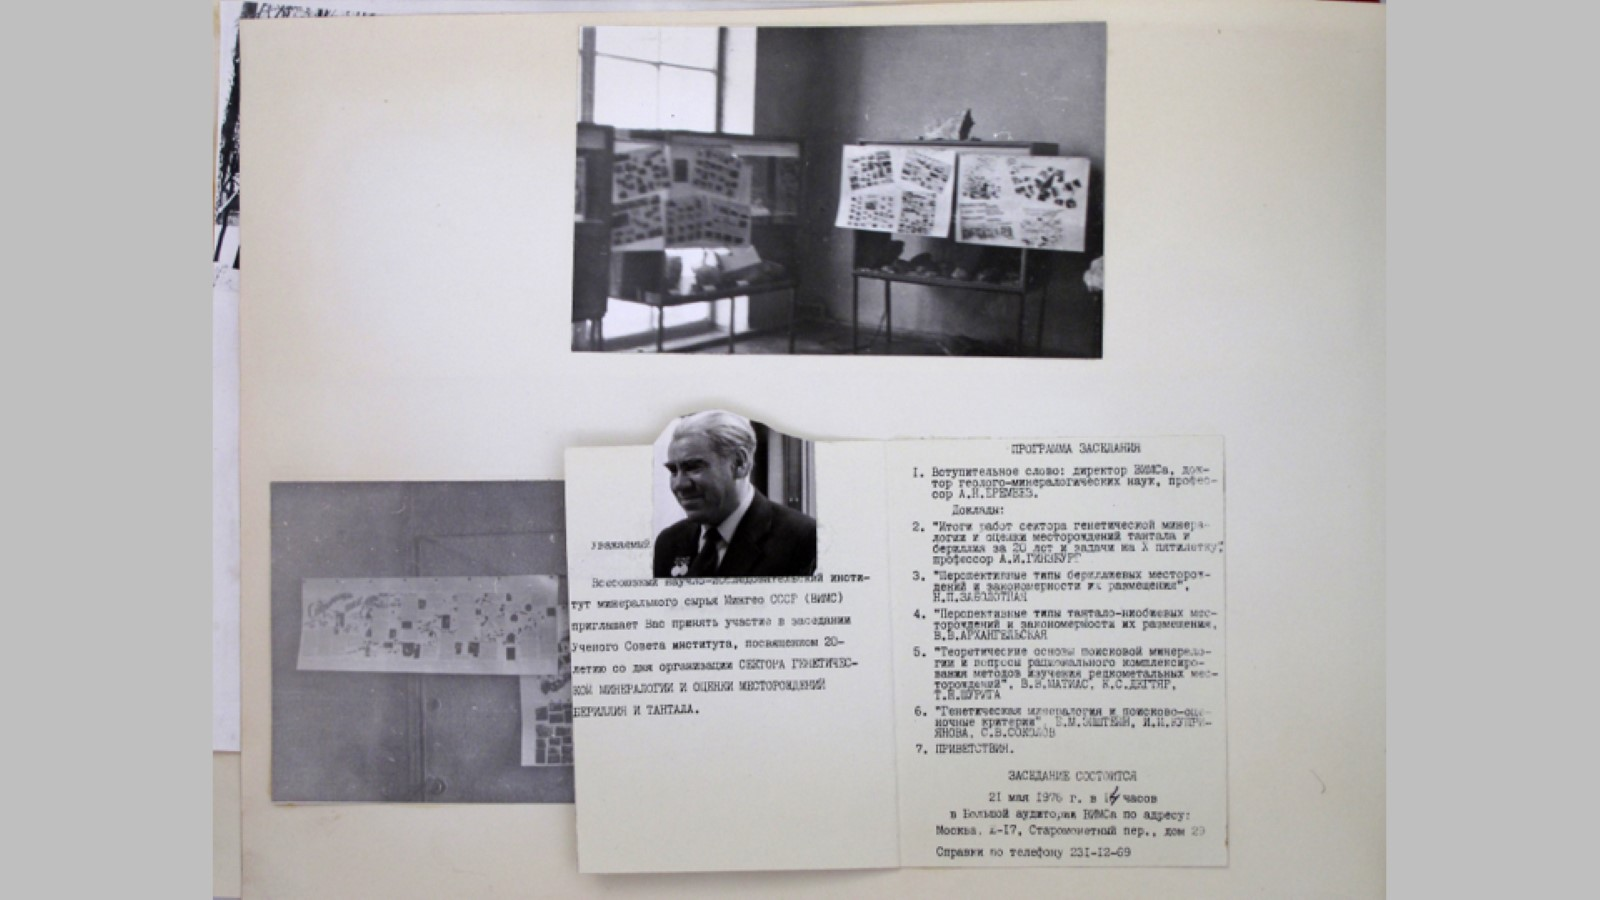 Уважаемый
Всесоюзный научно-исследовательский инсти-
тут минерального сырья Мингео СССР (ВИМС)
приглашает Вас принять участие в заседании
Ученого Совета института, посвященном 20-
летию со дня организации СЕКТОРА ГЕНЕТИЧЕС-
КОЙ МИНЕРАЛОГИИ И ОЦЕНКИ МЕСТОРОЖДЕНИЙ
БЕРИЛЛИЯ И ТАНТАЛА.
ПРОГРАММА ЗАСЕДАНИЯ
1. Вступительное слово: директор ВИМСа, док-
тор геолого-минералогических наук, профес-
сор А.Н.ЕРЕМЕЕВ.
Доклады:
2. "Итоги работ сектора генетической минера-
логии и оценки месторождений тантала и
бериллия за 20 лет и задачи на X пятилетку",
профессор А.И.ГИНЗБУРГ
3. "Перспективные типы бериллиевых месторож-
дений и закономерности их размещения",
Н.П.ЗАБОЛОТНАЯ
4. "Перспективные типы тантало-ниобиевых мес-
торождений и закономерности их размещения,
В.В.АРХАНГЕЛЬСКАЯ
5. "Теоретические основы поисковой минерало-
гии и вопросы рационального комплексиро-
вания методов изучения редкометальных мес-
торождений", В.В.МАТИАС, К.С.ДЕГТЯР,
Т.Н.ШУРИГА
6. "Генетическая минералогия и поисково-оце-
ночные критерии", Е.М.ЭПШТЕЙН, И.И.КУПРИ-
ЯНОВА, С.В.СОКОЛОВ
7. ПРИВЕТСТВИЯ.
ЗАСЕДАНИЕ СОСТОИТСЯ
21 мая 1976 г. в 14 часов
в Большой аудитории ВИМСа по адресу:
Москва, Ж-17, Старомонетный пер., дом 29
Справки по телефону 231-12-69